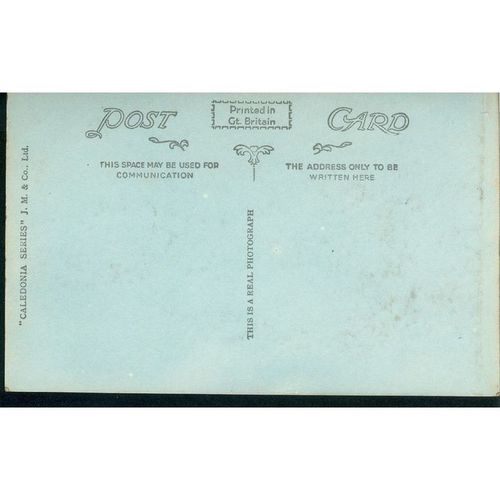 POST CARD
Printed in
Gt. Britain
THIS SPACE MAY BE USED FOR
COMMUNICATION
THE ADDRESS ONLY TO BE
WRITTEN HERE
"CALEDONIA SERIES" J. M. & Co., Ltd.
THIS IS A REAL PHOTOGRAPH